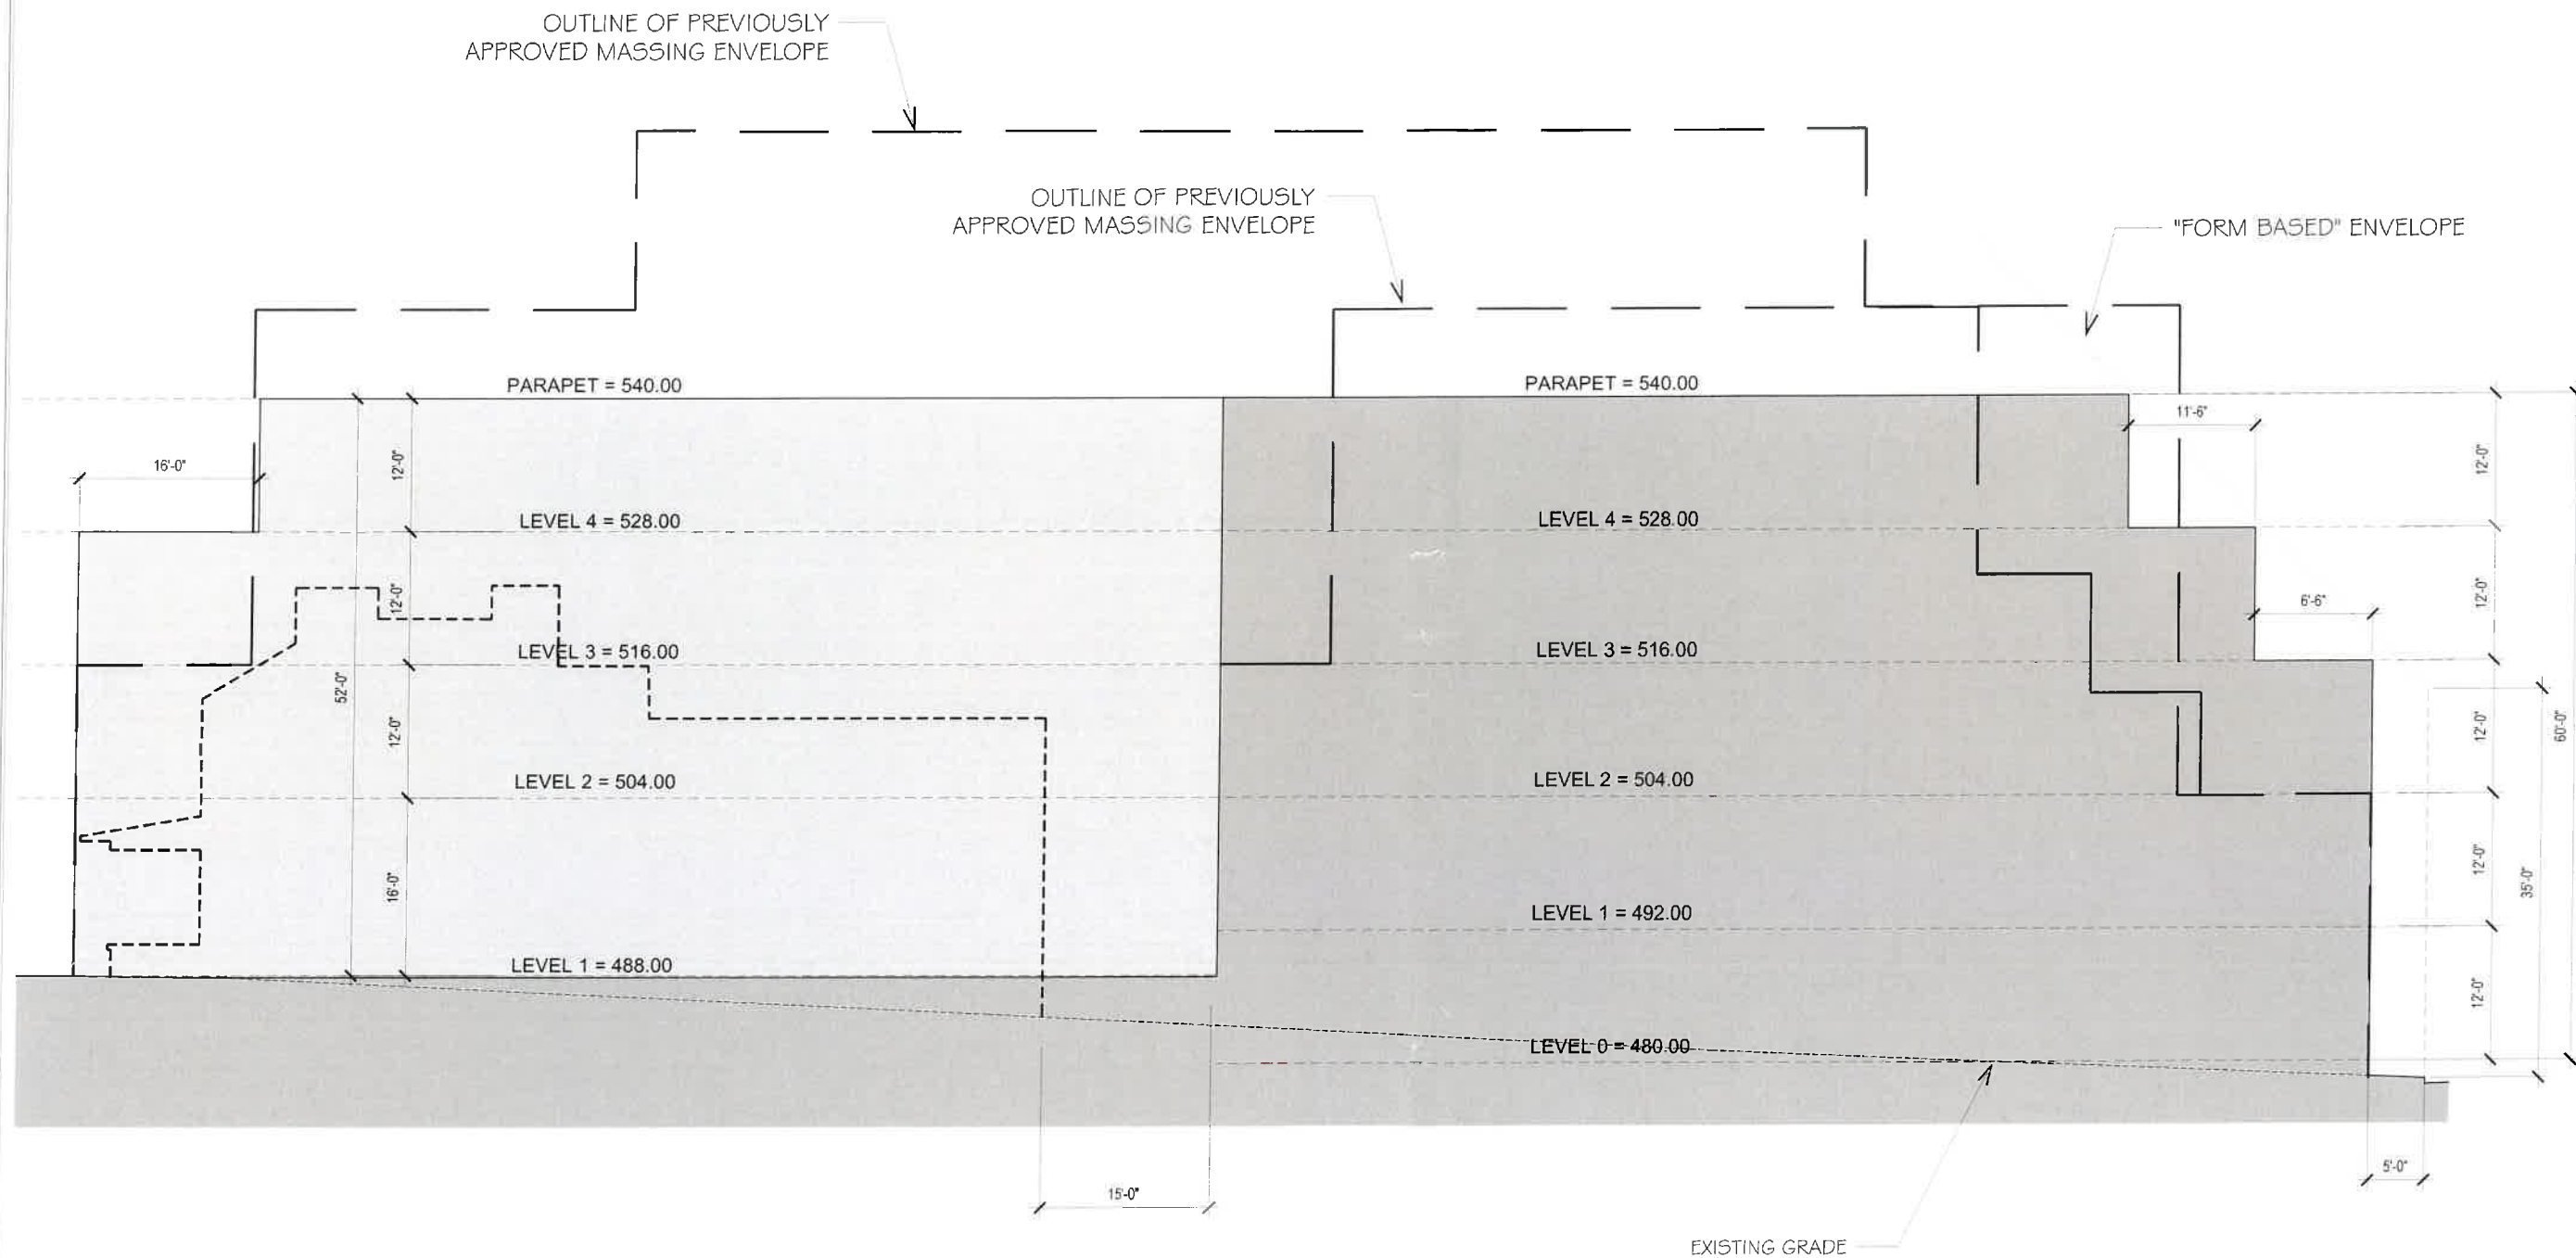 OUTLINE OF PREVIOUSLY
APPROVED MASSING ENVELOPE
OUTLINE OF PREVIOUSLY
APPROVED MASSING ENVELOPE
"FORM BASED" ENVELOPE
PARAPET = 540.00
PARAPET = 540.00
11'-6"
16'-0"
12'-0"
12'-0"
LEVEL 4 = 528.00
LEVEL 4 = 528.00
12'-0"
12'-0"
6'-6"
LEVEL 3 = 516.00
LEVEL 3 = 516.00
52'-0"
12'-0"
12'-0"
60'-0"
LEVEL 2 = 504.00
LEVEL 2 = 504.00
16'-0"
12'-0"
35'-0"
LEVEL 1 = 492.00
LEVEL 1 = 488.00
12'-0"
LEVEL 0 = 480.00
5'-0"
15'-0"
EXISTING GRADE